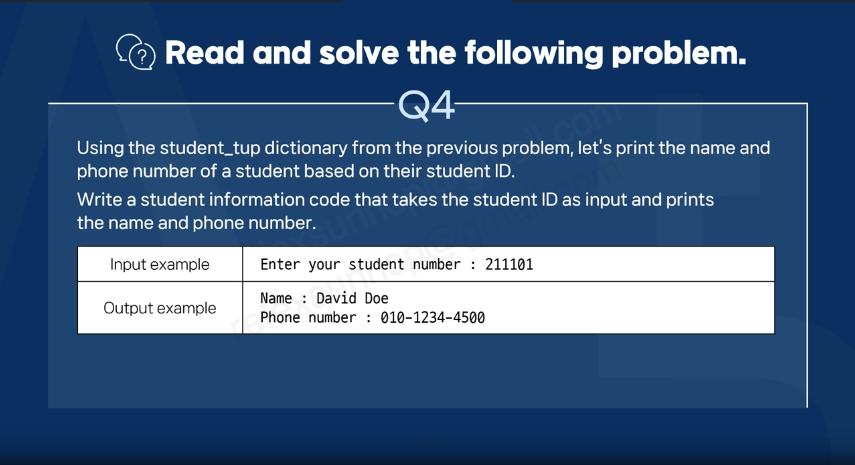 Read and solve the following problem.
Q4
Using the student_tup dictionary from the previous problem, let's print the name and
phone number of a student based on their student ID.
Write a student information code that takes the student ID as input and prints
the name and phone number.
Input example
Enter your student number : 211101
Output example
Name : David Doe
Phone number : 010-1234-4500